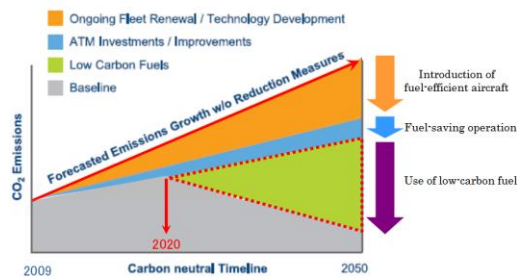 Ongoing Fleet Renewal / Technology Development
ATM Investments / Improvements
Low Carbon Fuels
Baseline
Forecasted Emissions Growth w/o Reduction Measures
CO₂ Emissions
2020
2009
Carbon neutral Timeline
2050
Introduction of
fuel-efficient aircraft
Fuel-saving operation
Use of low-carbon fuel